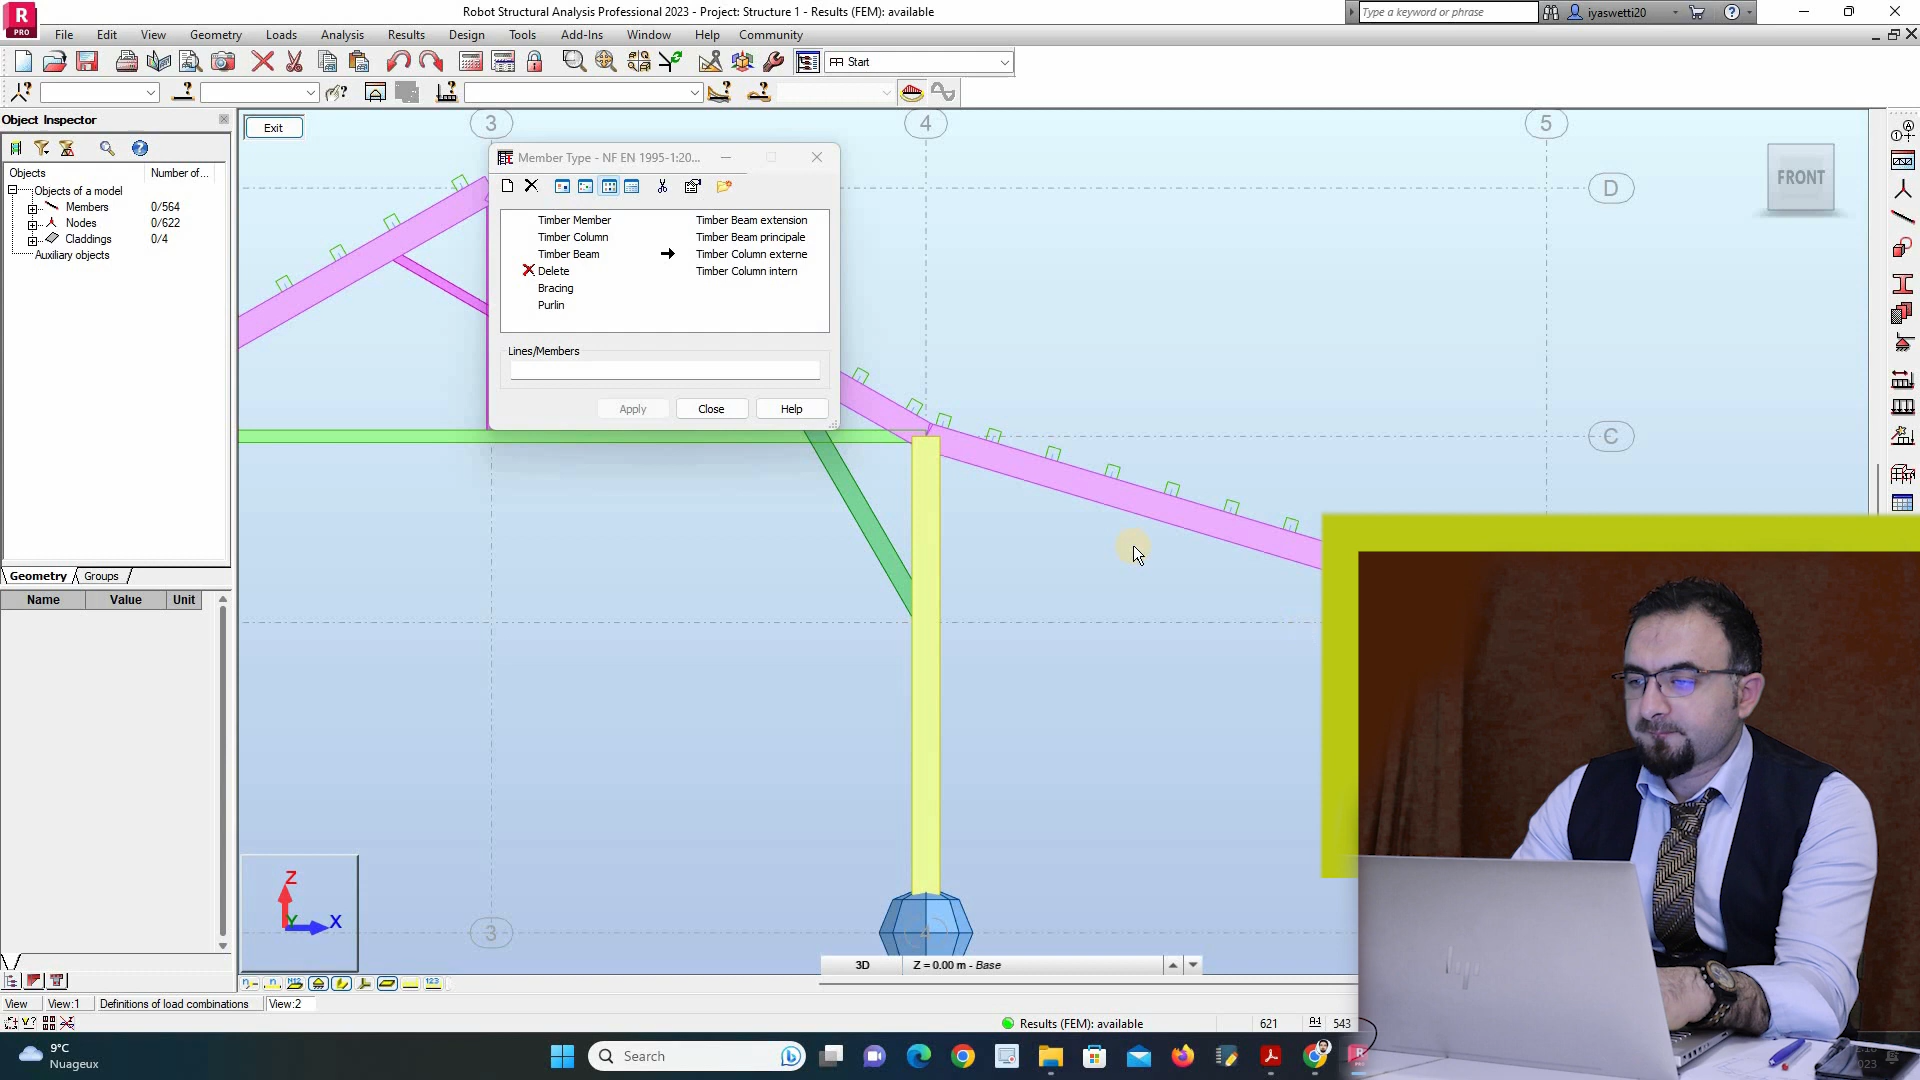 R
PRO
Robot Structural Analysis Professional 2023 - Project: Structure 1 - Results (FEM): available
Type a keyword or phrase
iyaswetti20
File Edit View Geometry Loads Analysis Results Design Tools Add-Ins Window Help Community
Start
Object Inspector
Objects Number of...
Objects of a model
Members 0/564
Nodes 0/622
Claddings 0/4
Auxiliary objects
Geometry Groups
Name Value Unit
Exit
3
4
5
D
C
FRONT
Member Type - NF EN 1995-1:20...
Timber Member
Timber Column
Timber Beam
Delete
Bracing
Purlin
Timber Beam extension
Timber Beam principale
Timber Column externe
Timber Column intern
Lines/Members
Apply Close Help
Z
Y
X
3
4
3D Z = 0.00 m - Base
View View:1 Definitions of load combinations View:2
Results (FEM): available 621 543
9°C
Nuageux
Search